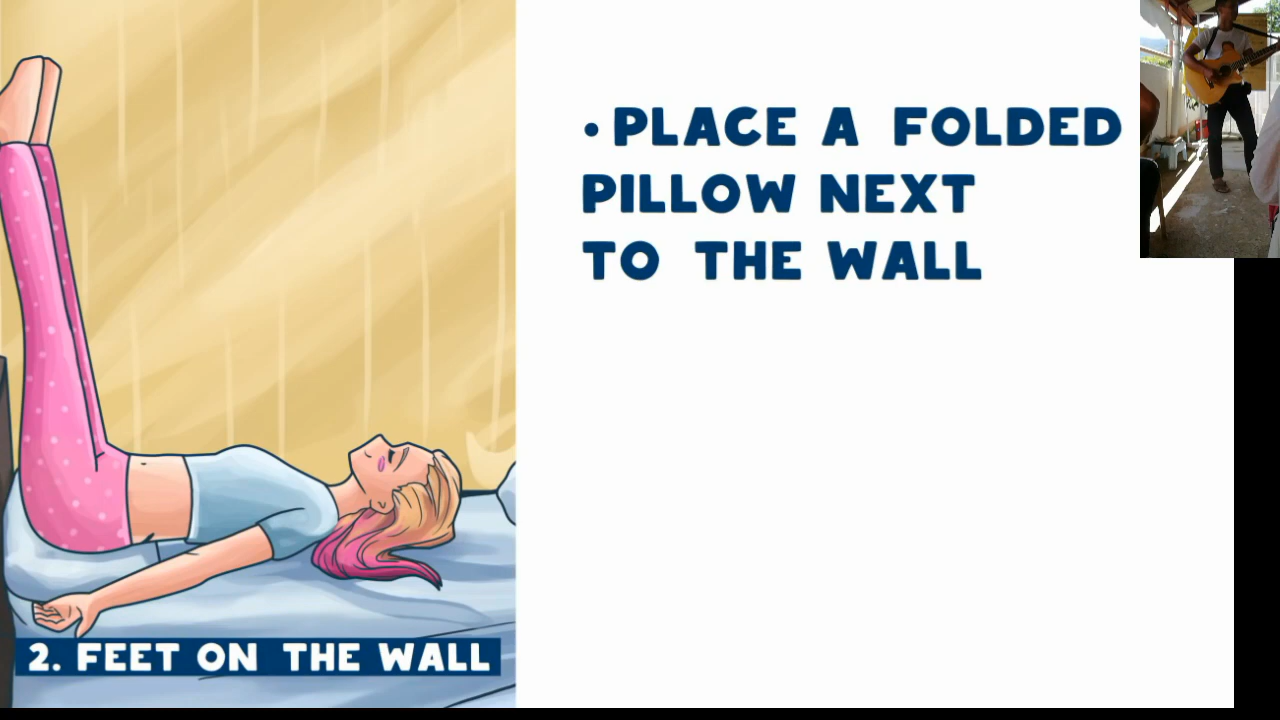 • PLACE A FOLDED
PILLOW NEXT
TO THE WALL
2. FEET ON THE WALL